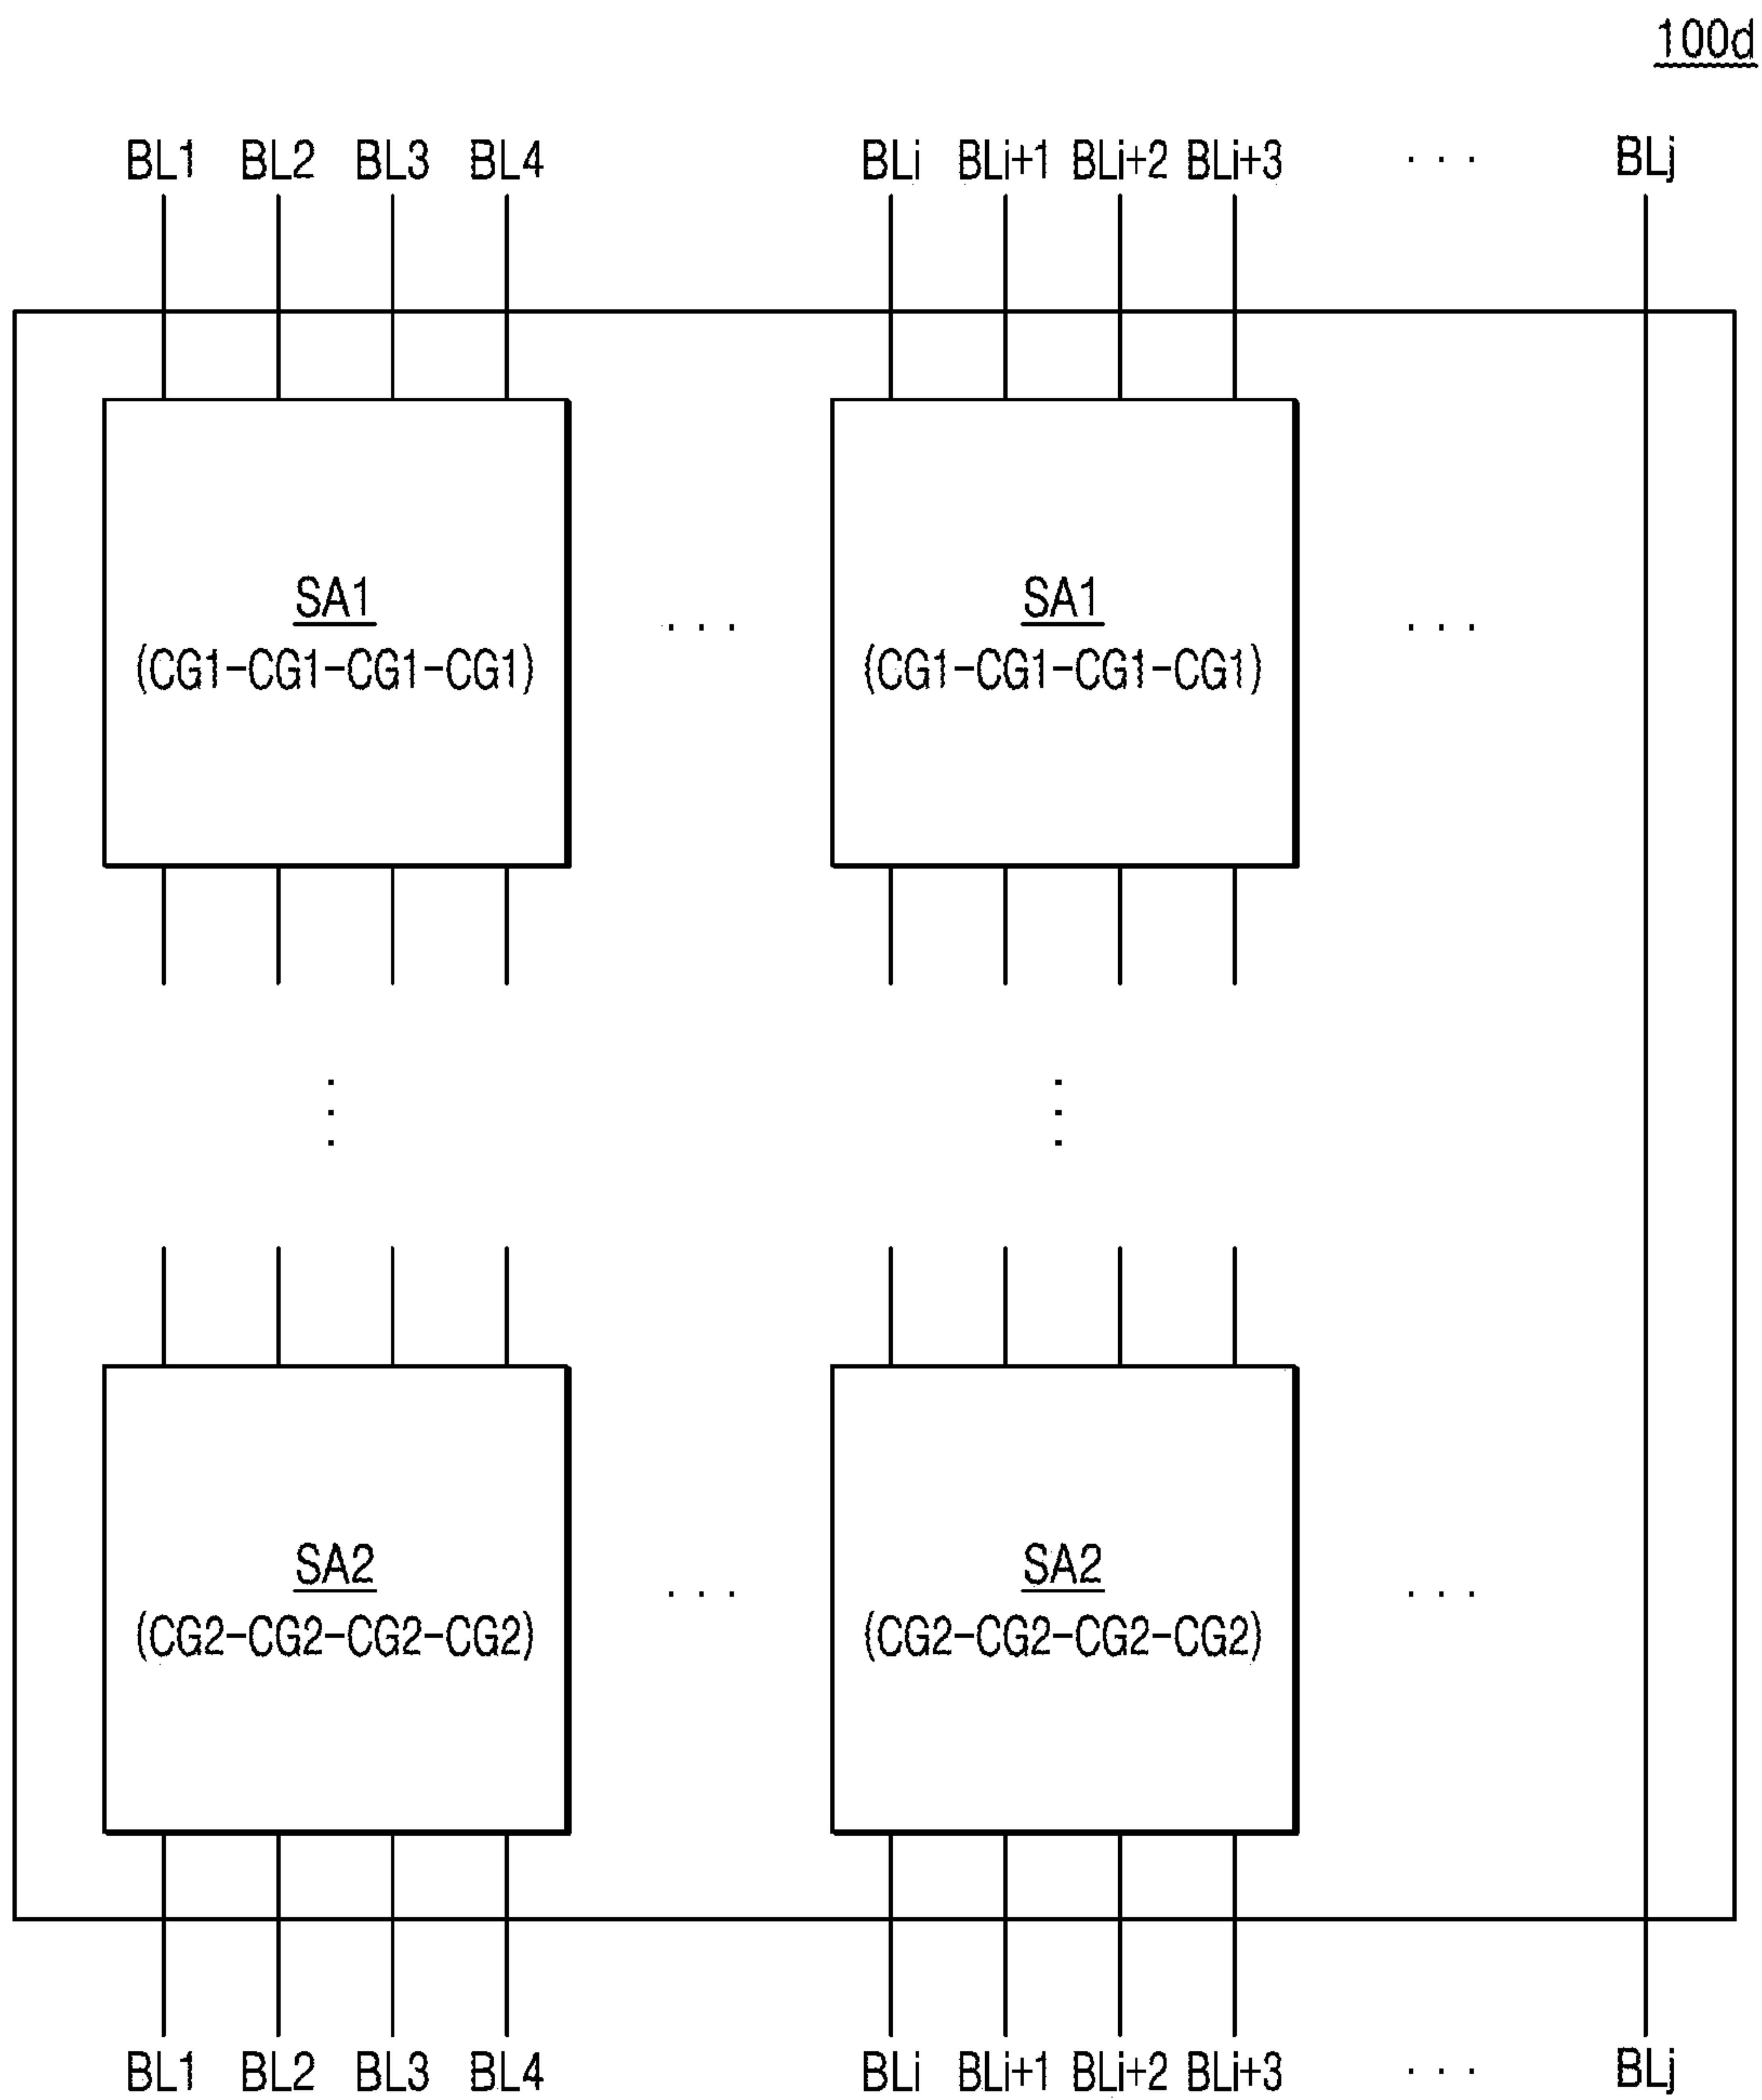 100d
BL1 BL2 BL3 BL4 BLi BLi+1 BLi+2 BLi+3 · · · BLj
SA1 SA1
(CG1-CG1-CG1-CG1) · · · (CG1-CG1-CG1-CG1) · · ·
SA2 SA2
(CG2-CG2-CG2-CG2) · · · (CG2-CG2-CG2-CG2) · · ·
BL1 BL2 BL3 BL4 BLi BLi+1 BLi+2 BLi+3 · · · BLj